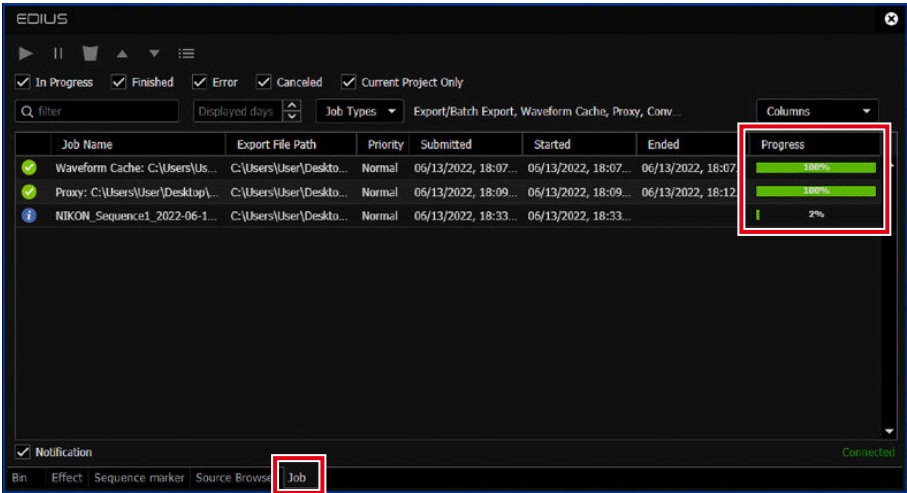 EDIUS
In Progress Finished Error Canceled Current Project Only
filter Displayed days Job Types Export/Batch Export, Waveform Cache, Proxy, Conv... Columns
Job Name Export File Path Priority Submitted Started Ended Progress
Waveform Cache: C:\Users\Us... C:\Users\User\Deskto... Normal 06/13/2022, 18:07... 06/13/2022, 18:07... 06/13/2022, 18:07. 100%
Proxy: C:\Users\User\Desktop\... C:\Users\User\Deskto... Normal 06/13/2022, 18:09... 06/13/2022, 18:09... 06/13/2022, 18:12. 100%
NIKON_Sequence1_2022-06-1... C:\Users\User\Deskto... Normal 06/13/2022, 18:33... 06/13/2022, 18:33... 2%
Notification Connected
Bin Effect Sequence marker Source Browse Job